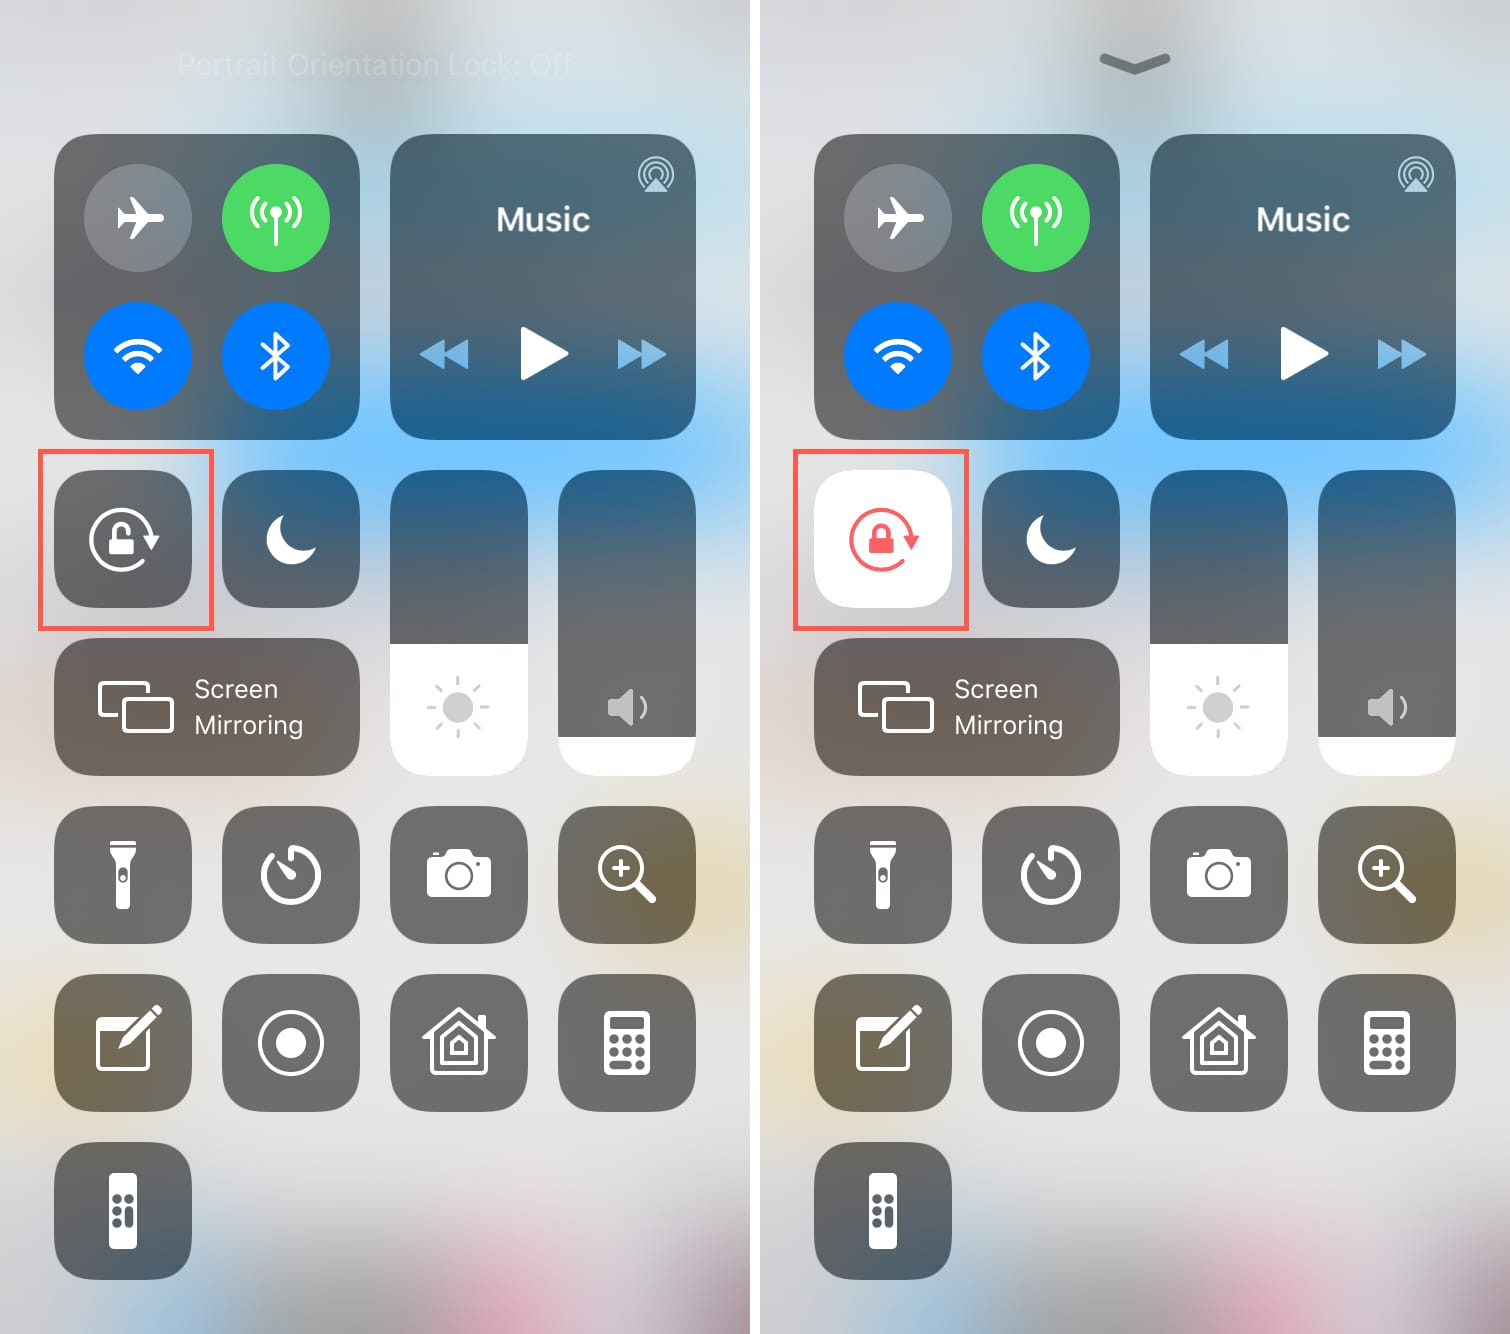 Portrait Orientation Lock: Off
Music
Screen
Mirroring
Music
Screen
Mirroring